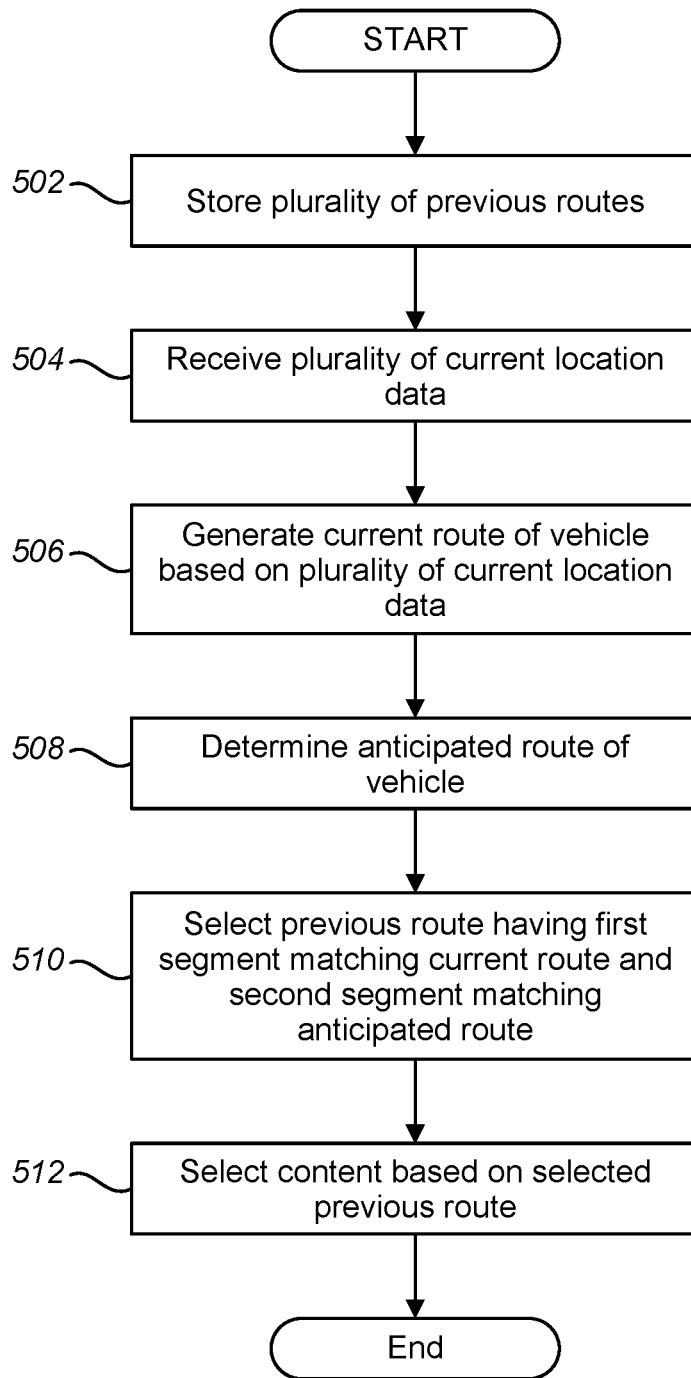 START
502
Store plurality of previous routes
504
Receive plurality of current location
data
506
Generate current route of vehicle
based on plurality of current location
data
508
Determine anticipated route of
vehicle
510
Select previous route having first
segment matching current route and
second segment matching
anticipated route
512
Select content based on selected
previous route
End